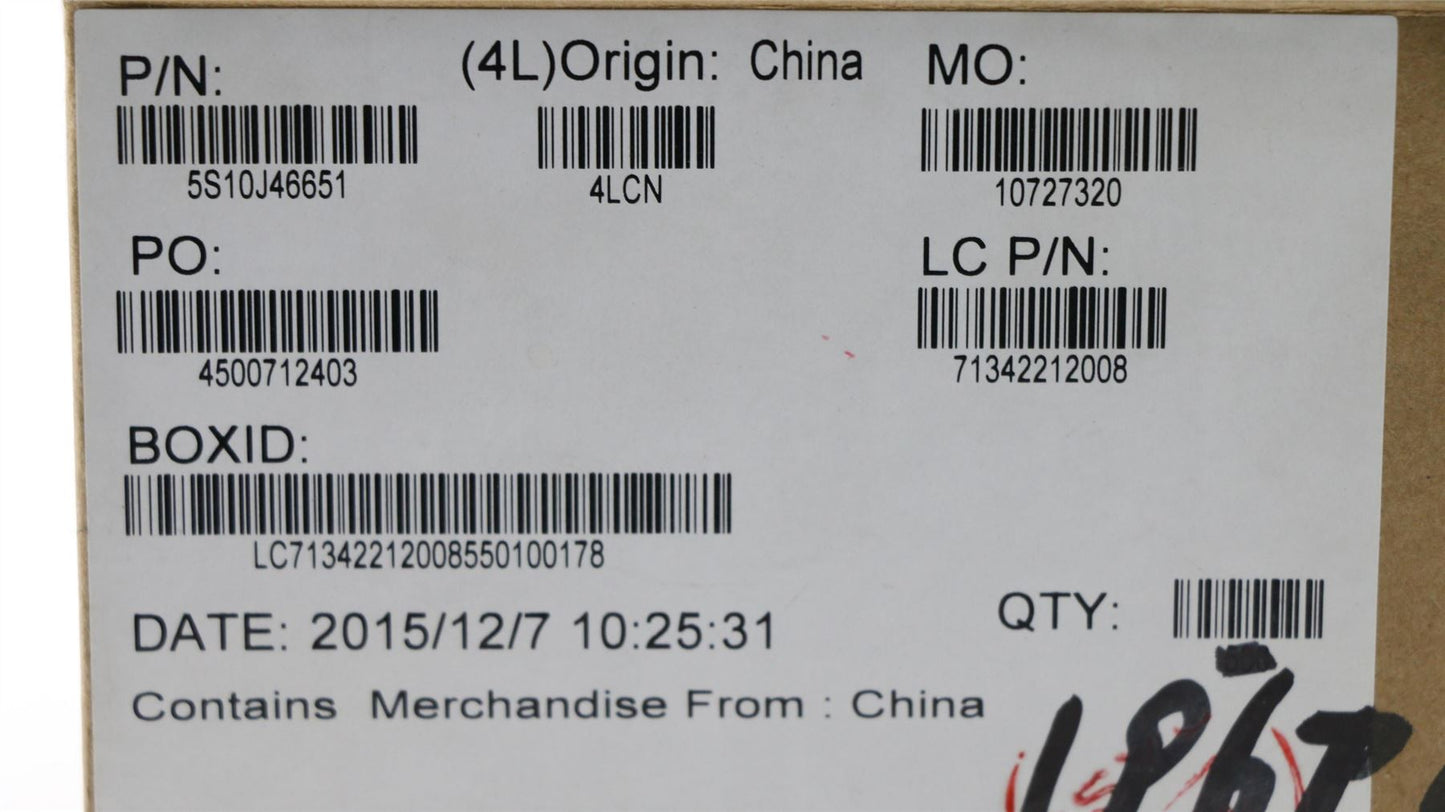 P/N: (4L)Origin: China MO:
5S10J46651 4LCN 10727320
PO: LC P/N:
4500712403 71342212008
BOXID:
LC71342212008550100178
QTY:
DATE: 2015/12/7 10:25:31
Contains Merchandise From : China